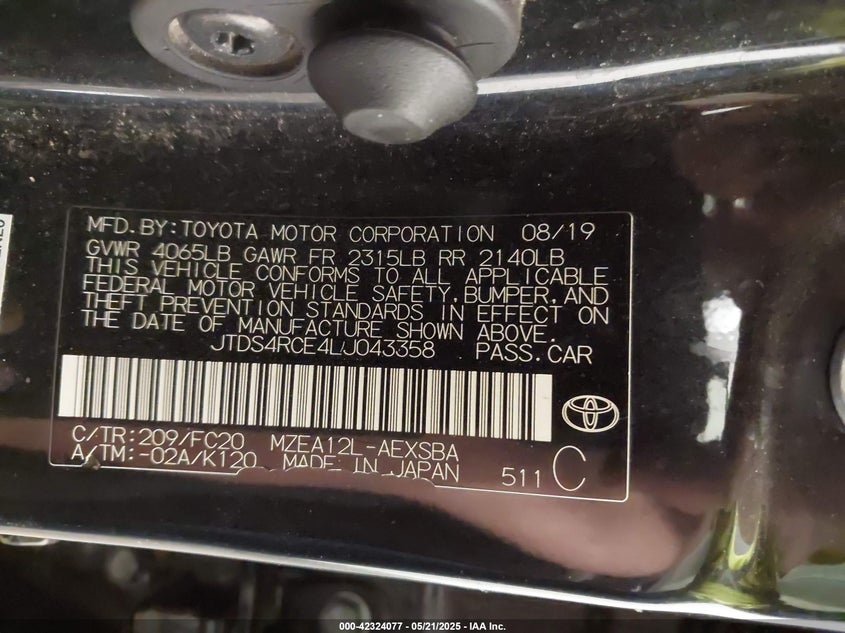 MFD.BY:TOYOTA MOTOR CORPORATION 08/19
GVWR 4065LB GAWR FR 2315LB RR 2140LB
THIS VEHICLE CONFORMS TO ALL APPLICABLE
FEDERAL MOTOR VEHICLE SAFETY,BUMPER,AND
THEFT PREVENTION STANDARDS IN EFFECT ON
THE DATE OF MANUFACTURE SHOWN ABOVE.
JTDS4RCE4LJ043358 PASS.CAR
C/TR:209/FC20 MZEA12L-AEXSBA
A/TM:-02A/K120 MADE IN JAPAN 511 C
000-42324077 - 05/21/2025 - IAA Inc.